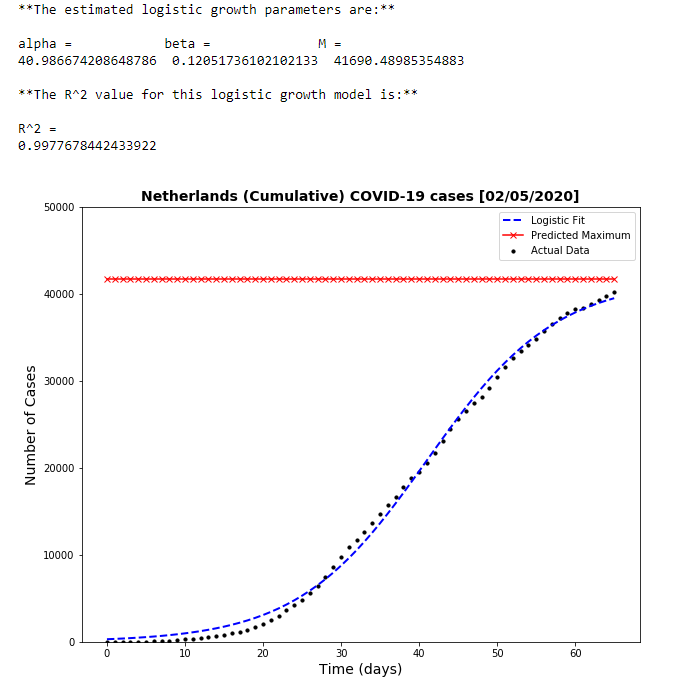 **The estimated logistic growth parameters are:**
alpha = beta = M =
40.986674208648786 0.12051736102102133 41690.48985354883
**The R^2 value for this logistic growth model is:**
R^2 =
0.9977678442433922
Netherlands (Cumulative) COVID-19 cases [02/05/2020]
50000
40000
30000
20000
10000
0
Number of Cases
Logistic Fit
Predicted Maximum
Actual Data
0 10 20 30 40 50 60
Time (days)